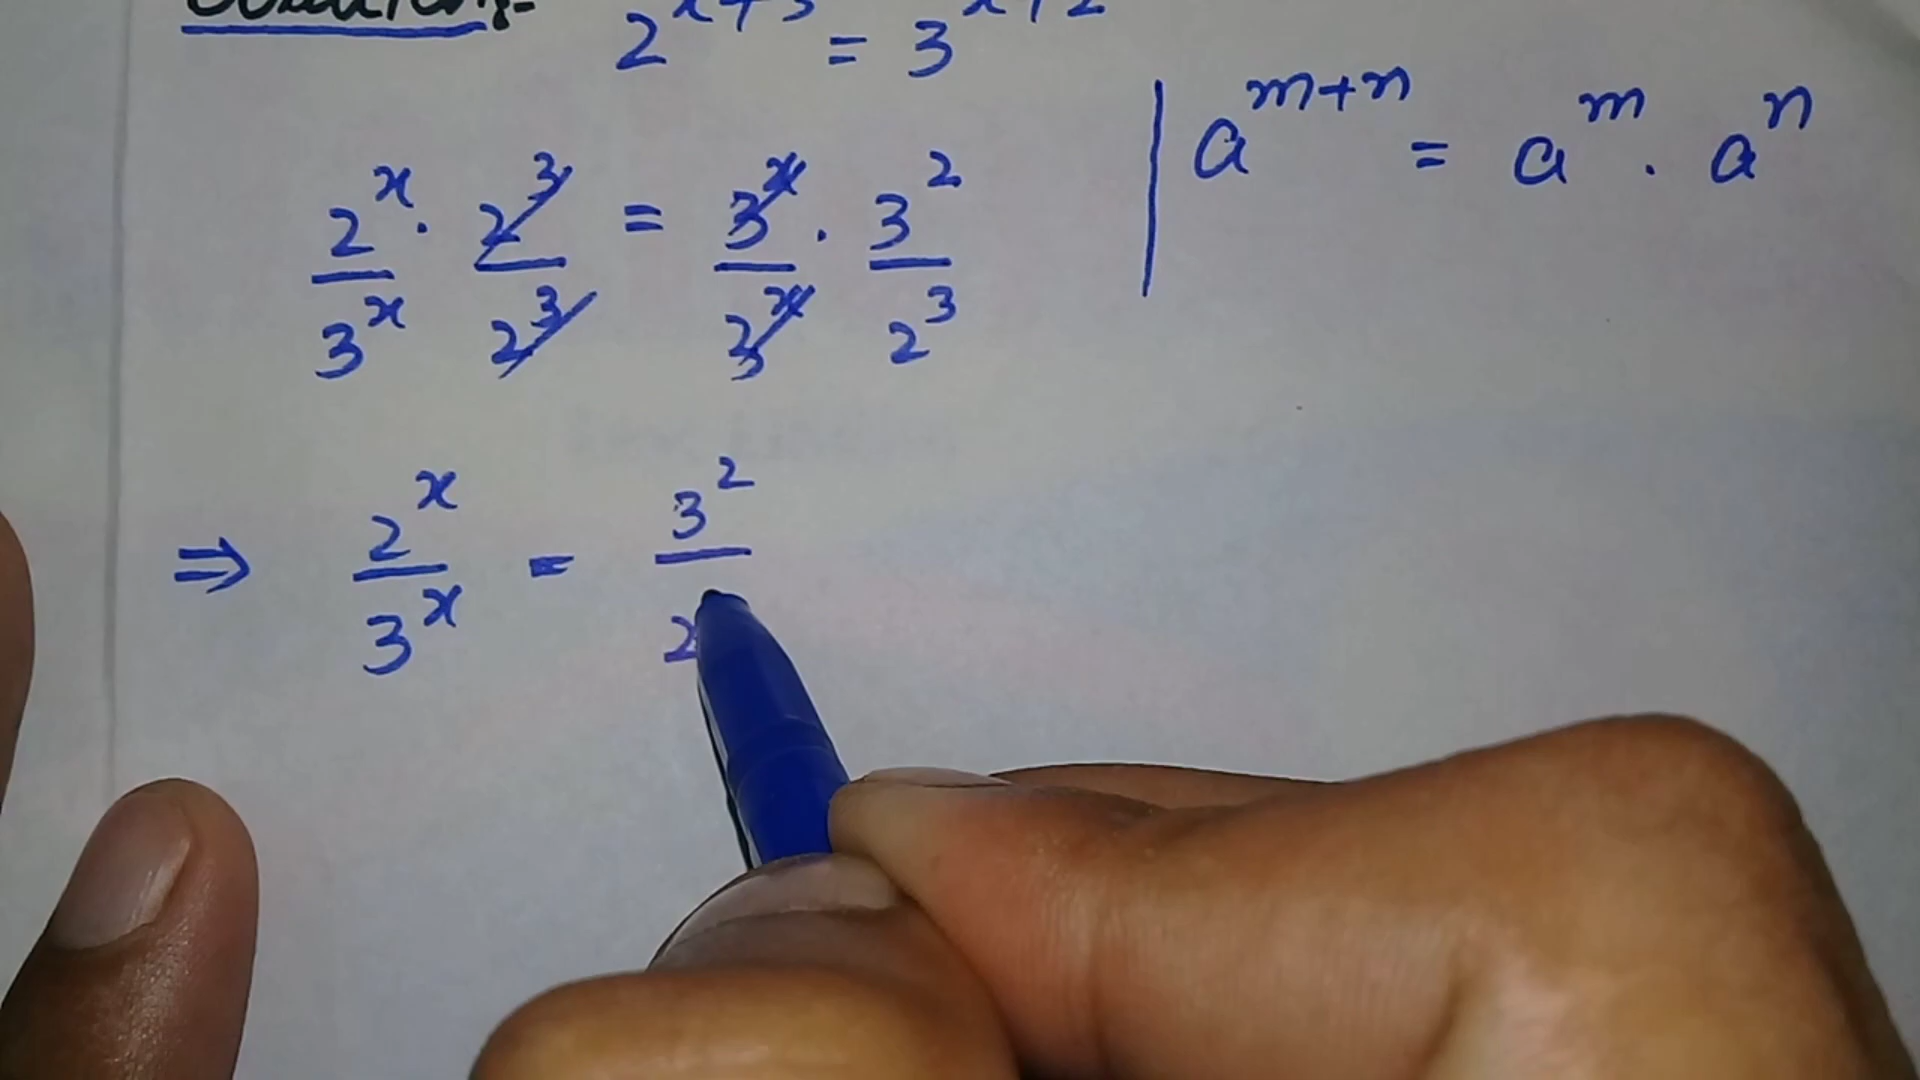 Solution:-
2^{x+3} = 3^{x+2}
a^{m+n} = a^m . a^n
2^x/3^x . 2^3/2^3 = 3^x/3^x . 3^2/2^3
⇒ 2^x/3^x = 3^2/2